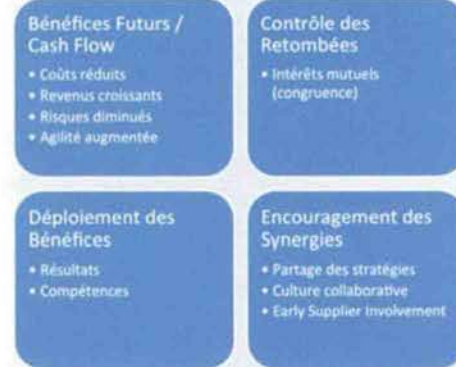 Bénéfices Futurs /
Cash Flow
• Coûts réduits
• Revenus croissants
• Risques diminués
• Agilité augmentée
Contrôle des
Retombées
• Intérêts mutuels
(congruence)
Déploiement des
Bénéfices
• Résultats
• Compétences
Encouragement des
Synergies
• Partage des stratégies
• Culture collaborative
• Early Supplier Involvement